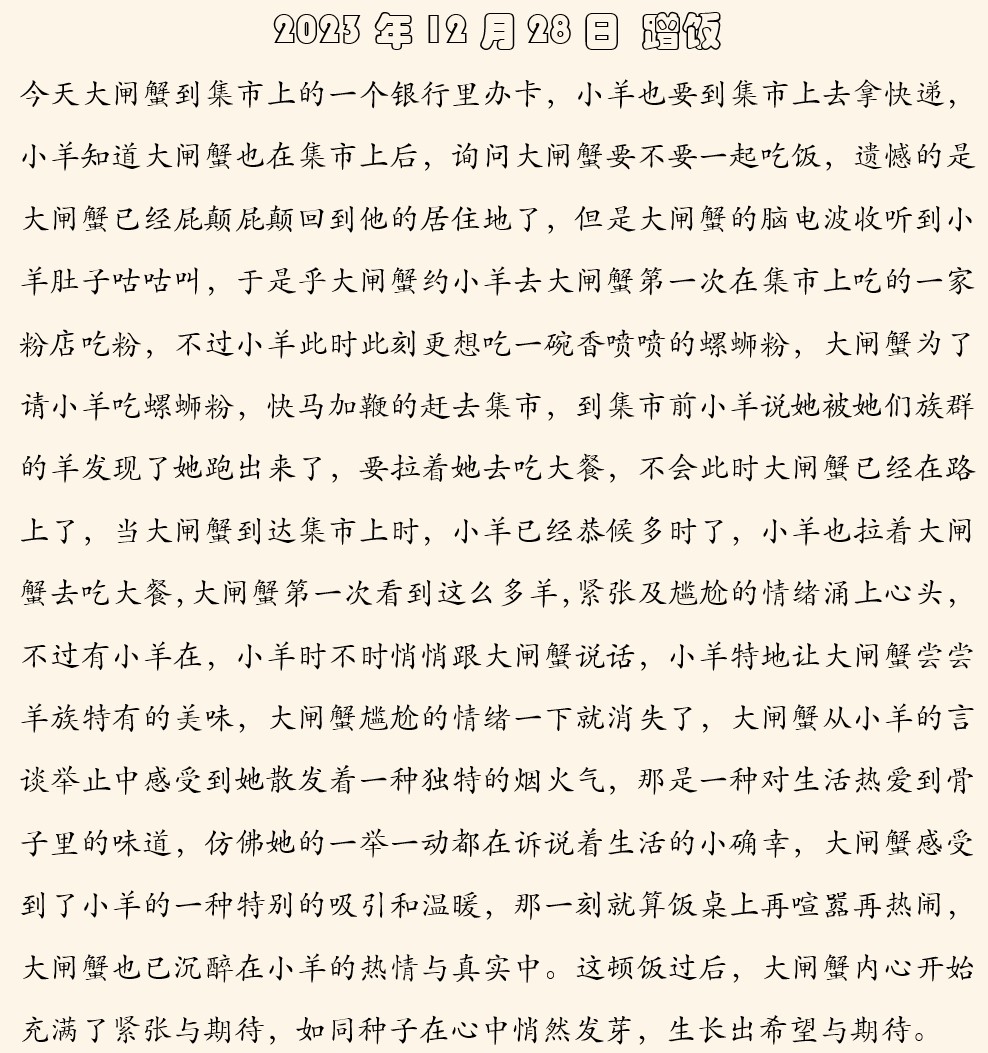 2023 年 12 月 28 日 蹭饭
今天大闸蟹到集市上的一个银行里办卡，小羊也要到集市上去拿快递，
小羊知道大闸蟹也在集市上后，询问大闸蟹要不要一起吃饭，遗憾的是
大闸蟹已经屁颠屁颠回到他的居住地了，但是大闸蟹的脑电波收听到小
羊肚子咕咕叫，于是乎大闸蟹约小羊去大闸蟹第一次在集市上吃的一家
粉店吃粉，不过小羊此时此刻更想吃一碗香喷喷的螺蛳粉，大闸蟹为了
请小羊吃螺蛳粉，快马加鞭的赶去集市，到集市前小羊说她被她们族群
的羊发现了她跑出来了，要拉着她去吃大餐，不会此时大闸蟹已经在路
上了，当大闸蟹到达集市上时，小羊已经恭候多时了，小羊也拉着大闸
蟹去吃大餐,大闸蟹第一次看到这么多羊,紧张及尴尬的情绪涌上心头，
不过有小羊在，小羊时不时悄悄跟大闸蟹说话，小羊特地让大闸蟹尝尝
羊族特有的美味，大闸蟹尴尬的情绪一下就消失了，大闸蟹从小羊的言
谈举止中感受到她散发着一种独特的烟火气，那是一种对生活热爱到骨
子里的味道，仿佛她的一举一动都在诉说着生活的小确幸，大闸蟹感受
到了小羊的一种特别的吸引和温暖，那一刻就算饭桌上再喧嚣再热闹，
大闸蟹也已沉醉在小羊的热情与真实中。这顿饭过后，大闸蟹内心开始
充满了紧张与期待，如同种子在心中悄然发芽，生长出希望与期待。